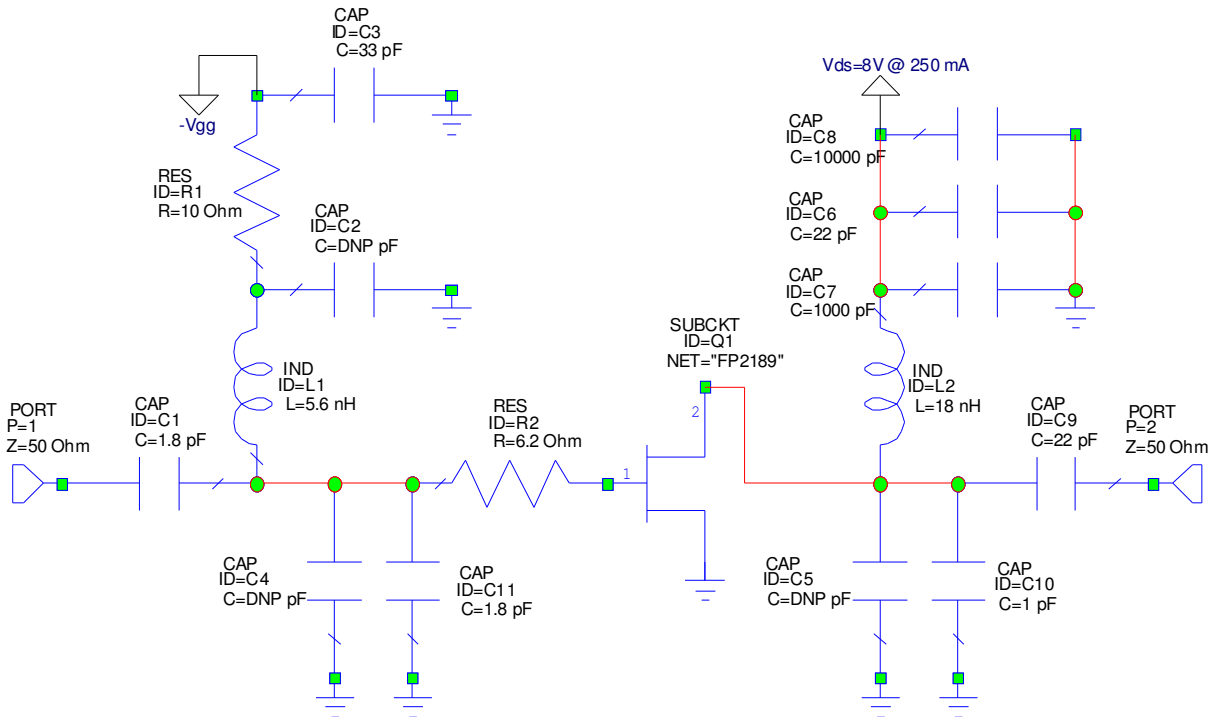 CAP
ID=C3
C=33 pF
-Vgg
RES
ID=R1
R=10 Ohm
CAP
ID=C2
C=DNP pF
IND
ID=L1
L=5.6 nH
PORT
P=1
Z=50 Ohm
CAP
ID=C1
C=1.8 pF
RES
ID=R2
R=6.2 Ohm
CAP
ID=C4
C=DNP pF
CAP
ID=C11
C=1.8 pF
SUBCKT
ID=Q1
NET="FP2189"
1
2
Vds=8V @ 250 mA
CAP
ID=C8
C=10000 pF
CAP
ID=C6
C=22 pF
CAP
ID=C7
C=1000 pF
IND
ID=L2
L=18 nH
CAP
ID=C9
C=22 pF
PORT
P=2
Z=50 Ohm
CAP
ID=C5
C=DNP pF
CAP
ID=C10
C=1 pF